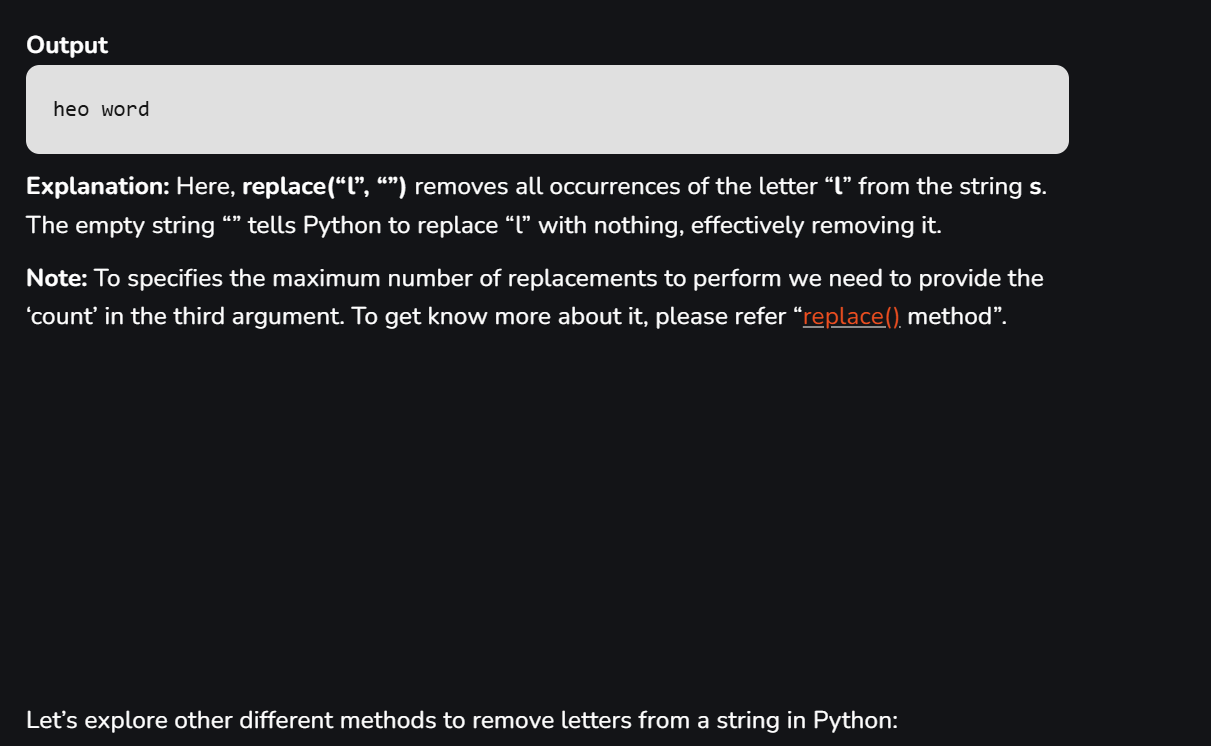 Output
heo word
Explanation: Here, replace(“l”, “”) removes all occurrences of the letter “l” from the string s.
The empty string “” tells Python to replace “l” with nothing, effectively removing it.
Note: To specifies the maximum number of replacements to perform we need to provide the
‘count’ in the third argument. To get know more about it, please refer “replace() method”.
Let’s explore other different methods to remove letters from a string in Python: